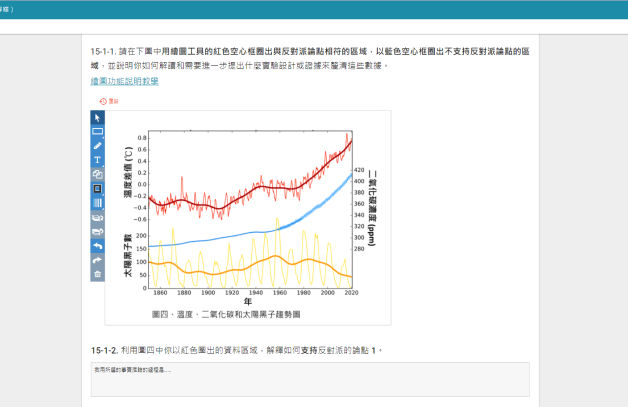 15-1-1. 請在下圖中用繪圖工具的紅色空心框圈出與反對派論點相符的區域，以藍色空心框圈出不支持反對派論點的區
域，並說明你如何解讀和需要進一步提出什麼實驗設計或證據來釐清這些數據。
繪圖功能說明教學
重設
T
溫度差值 (℃)
0.8
0.6
0.4
0.2
0.0
−0.2
−0.4
−0.6
二氧化碳濃度 (ppm)
420
400
380
360
340
320
300
280
太陽黑子數
200
150
100
50
0
1860 1880 1900 1920 1940 1960 1980 2000 2020
年
圖四、溫度、二氧化碳和太陽黑子趨勢圖
15-1-2. 利用圖四中你以紅色圈出的資料區域，解釋如何支持反對派的論點 1。